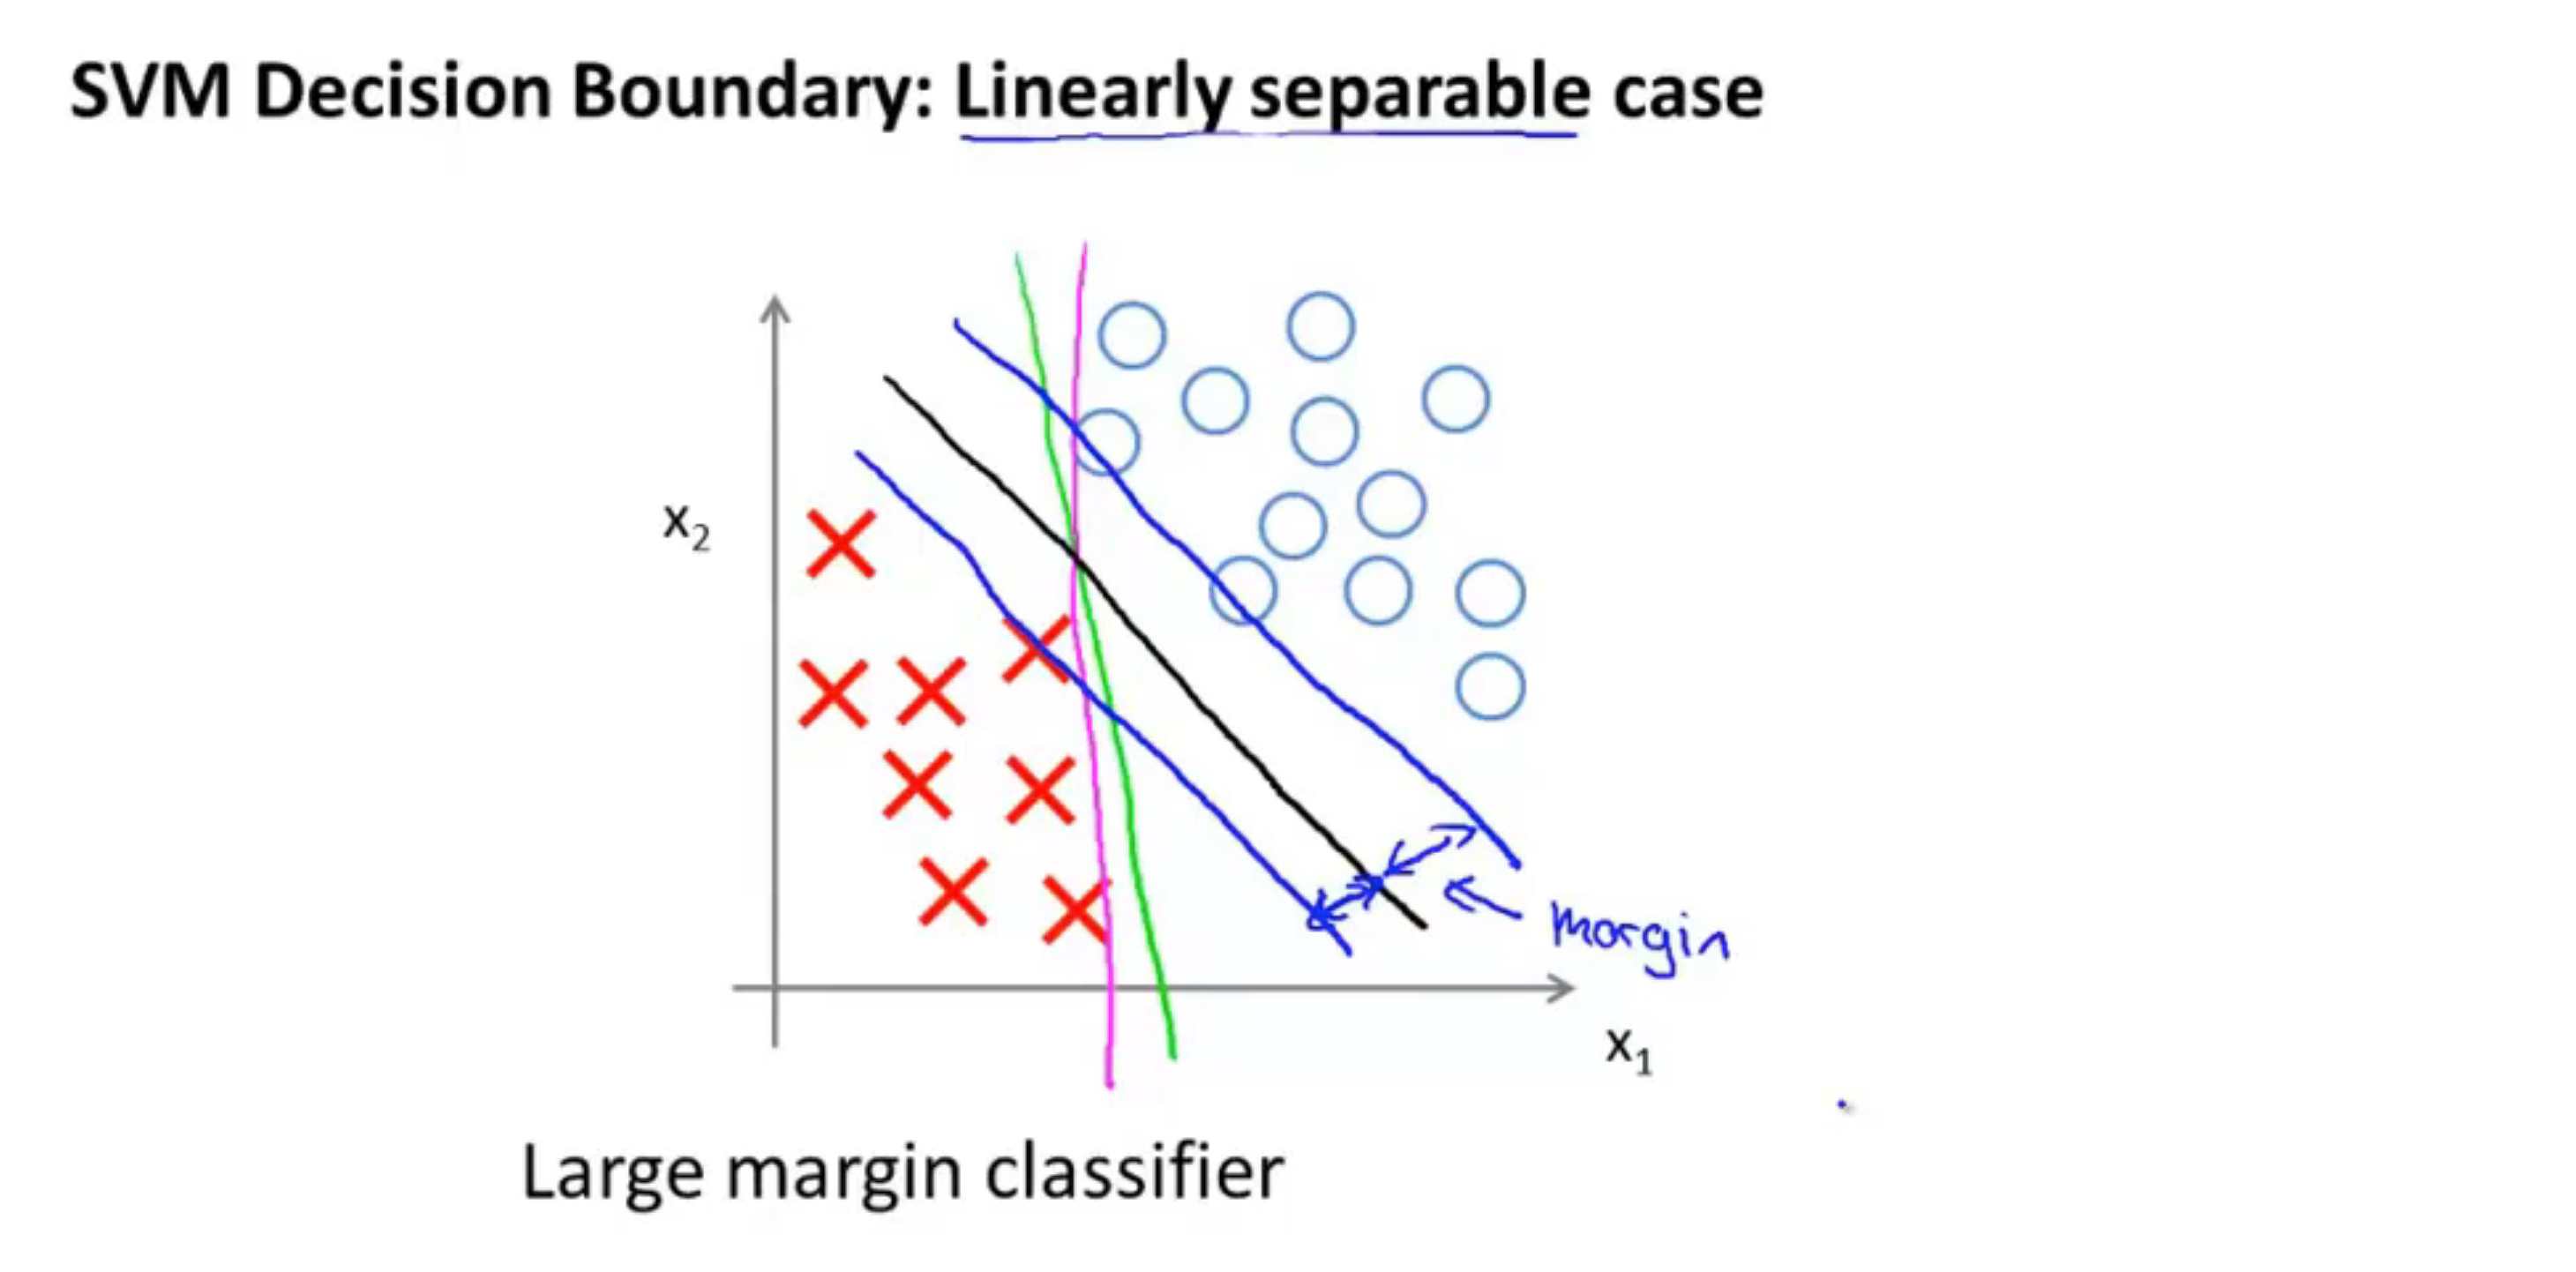 SVM Decision Boundary: Linearly separable case
x₂
margin
x₁
Large margin classifier